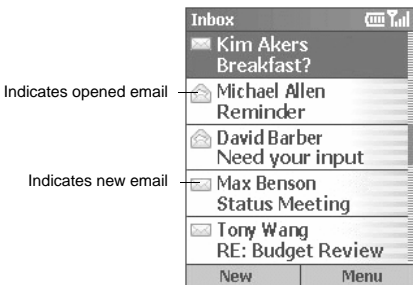 Inbox
Kim Akers
Breakfast?
Indicates opened email
Michael Allen
Reminder
David Barber
Need your input
Indicates new email
Max Benson
Status Meeting
Tony Wang
RE: Budget Review
New Menu